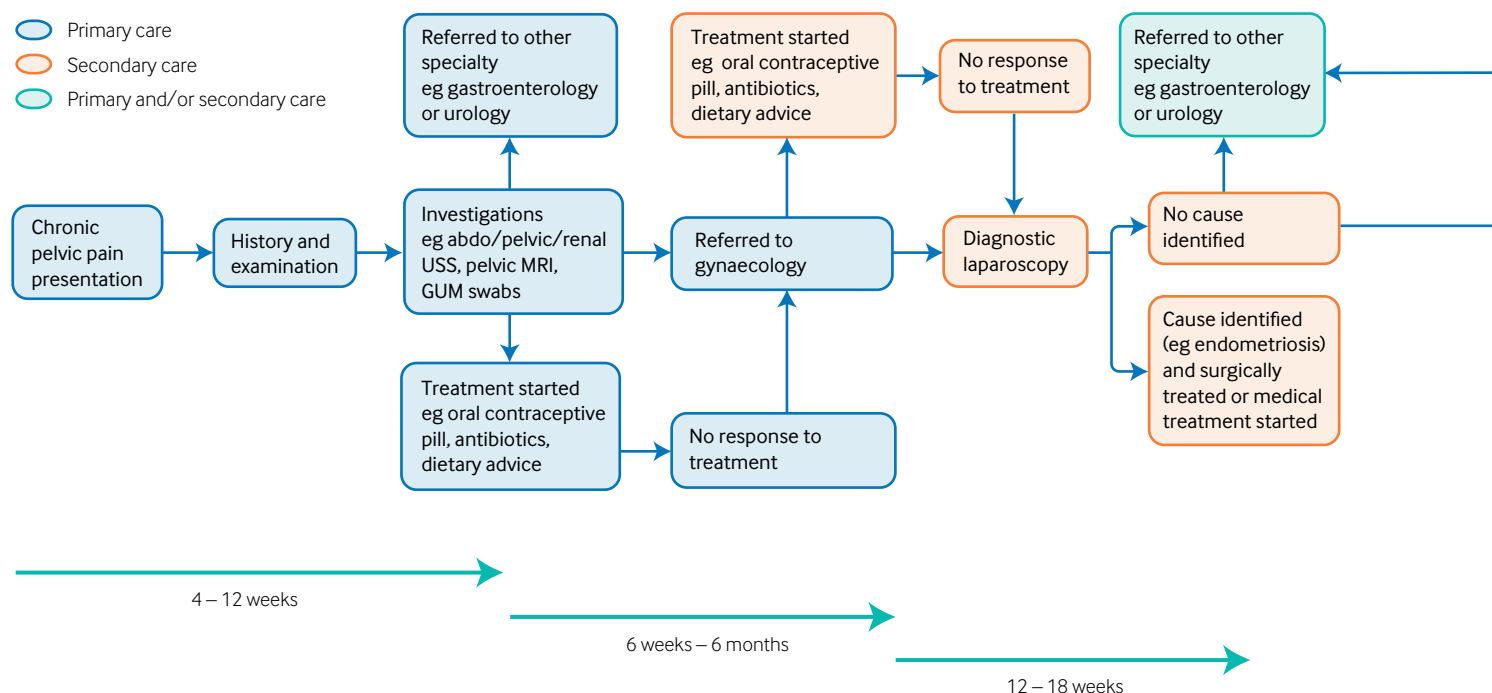 Primary care
Secondary care
Primary and/or secondary care
Referred to other
specialty
eg gastroenterology
or urology
Treatment started
eg oral contraceptive
pill, antibiotics,
dietary advice
No response
to treatment
Referred to other
specialty
eg gastroenterology
or urology
Chronic
pelvic pain
presentation
History and
examination
Investigations
eg abdo/pelvic/renal
USS, pelvic MRI,
GUM swabs
Referred to
gynaecology
Diagnostic
laparoscopy
No cause
identified
Cause identified
(eg endometriosis)
and surgically
treated or medical
treatment started
Treatment started
eg oral contraceptive
pill, antibiotics,
dietary advice
No response to
treatment
4 – 12 weeks
6 weeks – 6 months
12 – 18 weeks